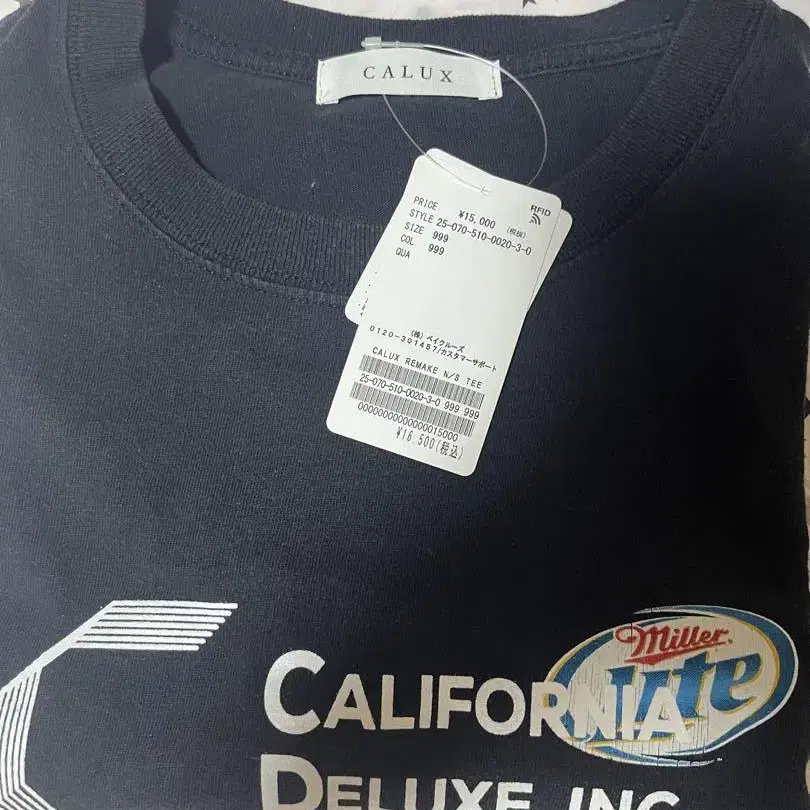 CALUX
RFID
PRICE ¥15,000 (税抜)
STYLE 25-070-510-0020-3-0
SIZE 999
COL 999
QUA
(株)ベイクルーズ
0120-301457/カスタマーサポート
CALUX REMAKE N/S TEE
25-070-510-0020-3-0 999 999
¥16,500(税込)
Miller
Lite
CALIFORNIA
DELUXE, INC